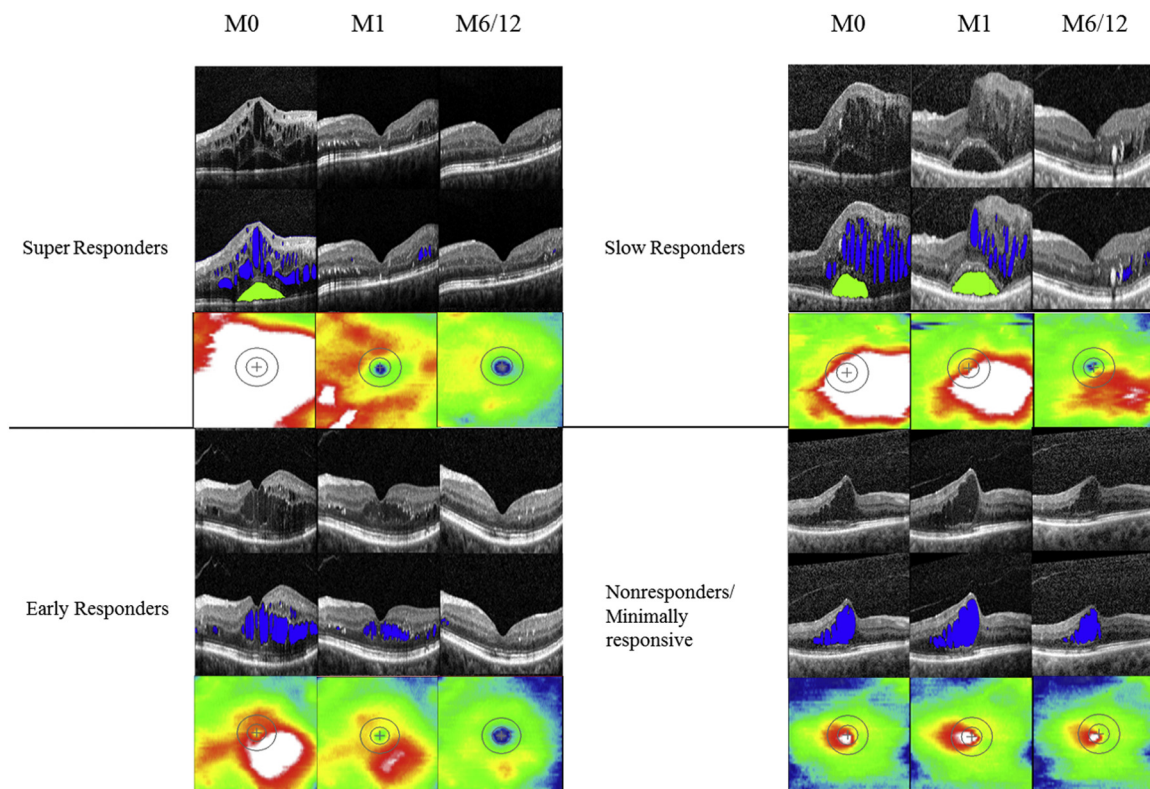 M0 M1 M6/12 M0 M1 M6/12
Super Responders
Slow Responders
Early Responders
Nonresponders/
Minimally
responsive